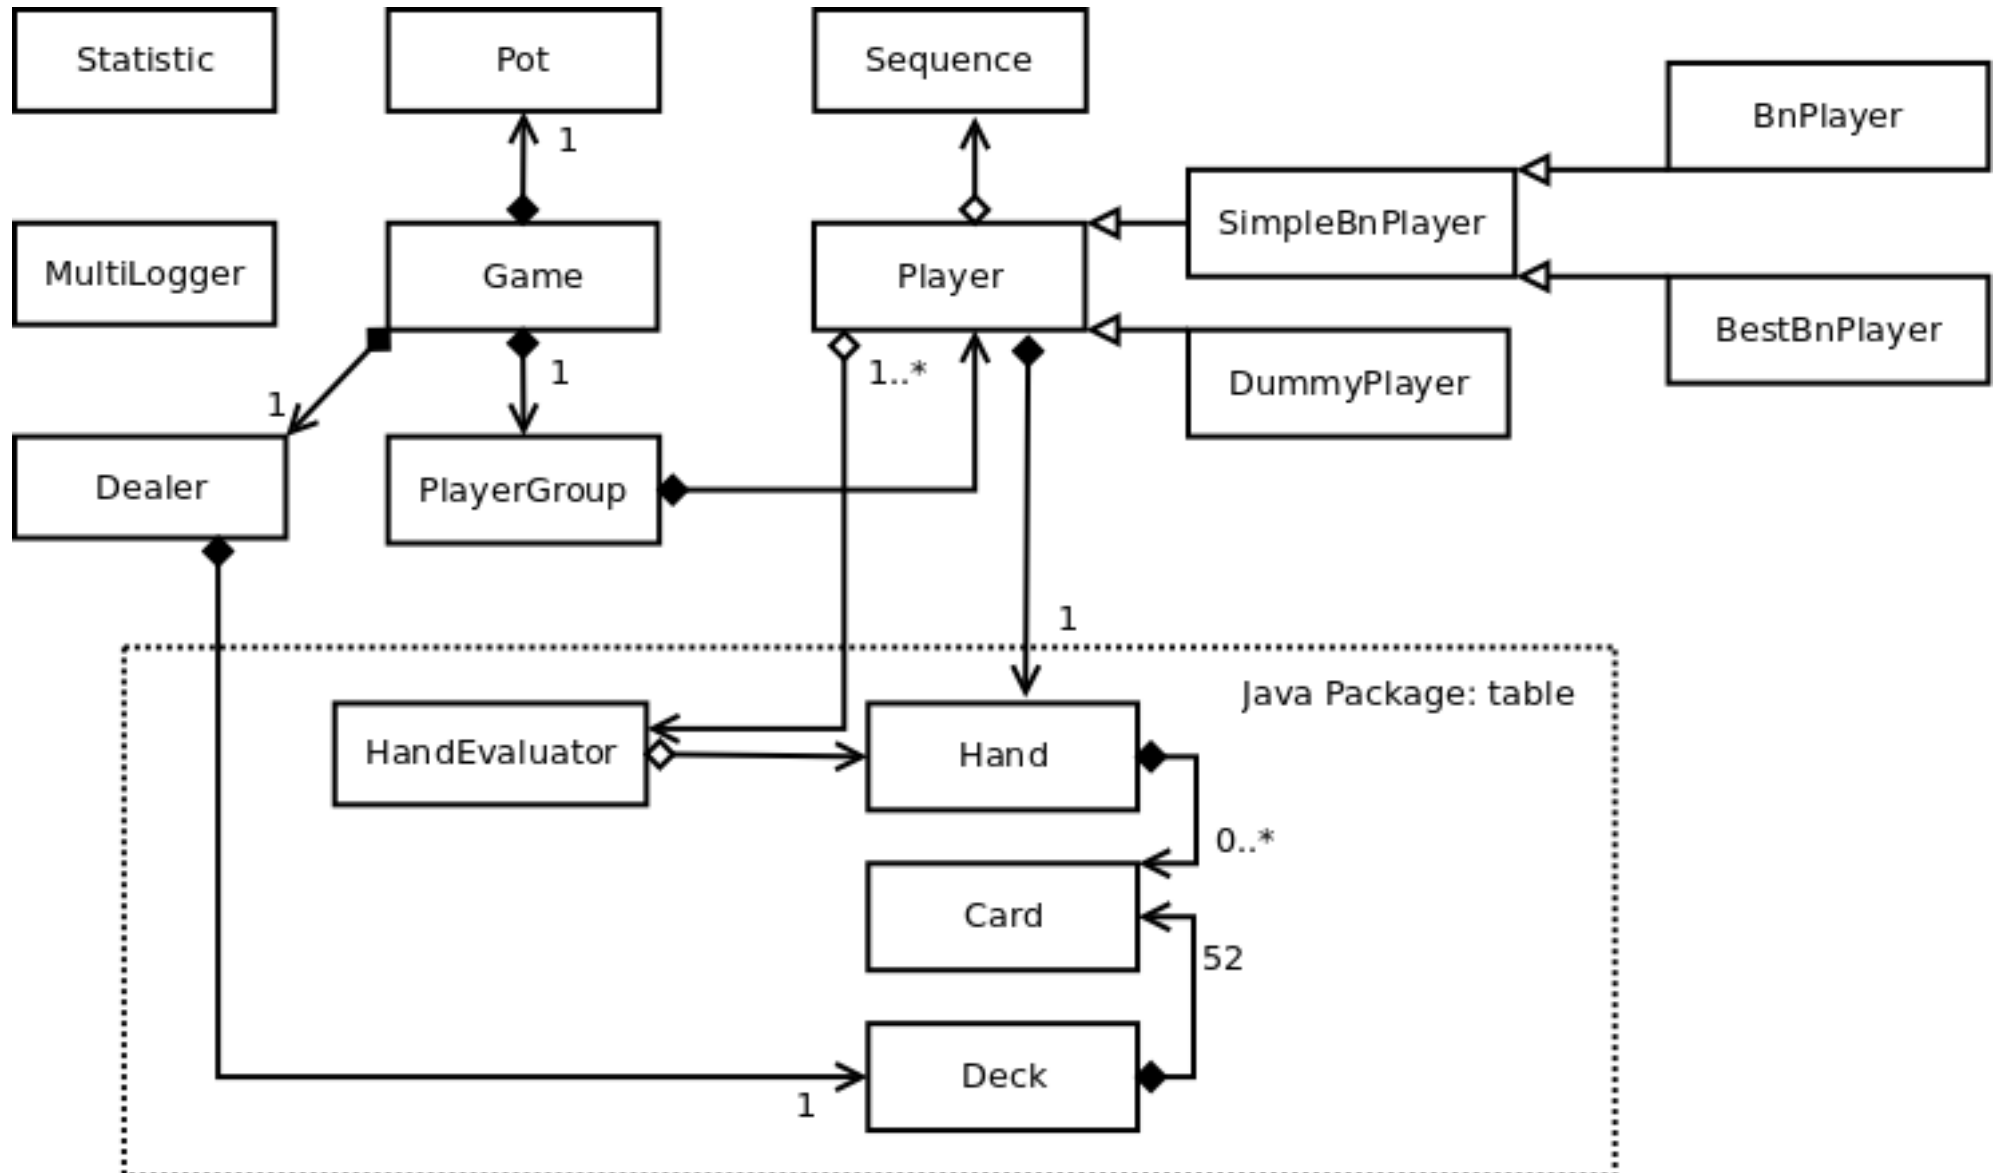 Statistic
Pot
Sequence
BnPlayer
1
SimpleBnPlayer
MultiLogger
Game
Player
BestBnPlayer
1
1..*
DummyPlayer
1
Dealer
PlayerGroup
1
Java Package: table
HandEvaluator
Hand
0..*
Card
52
Deck
1